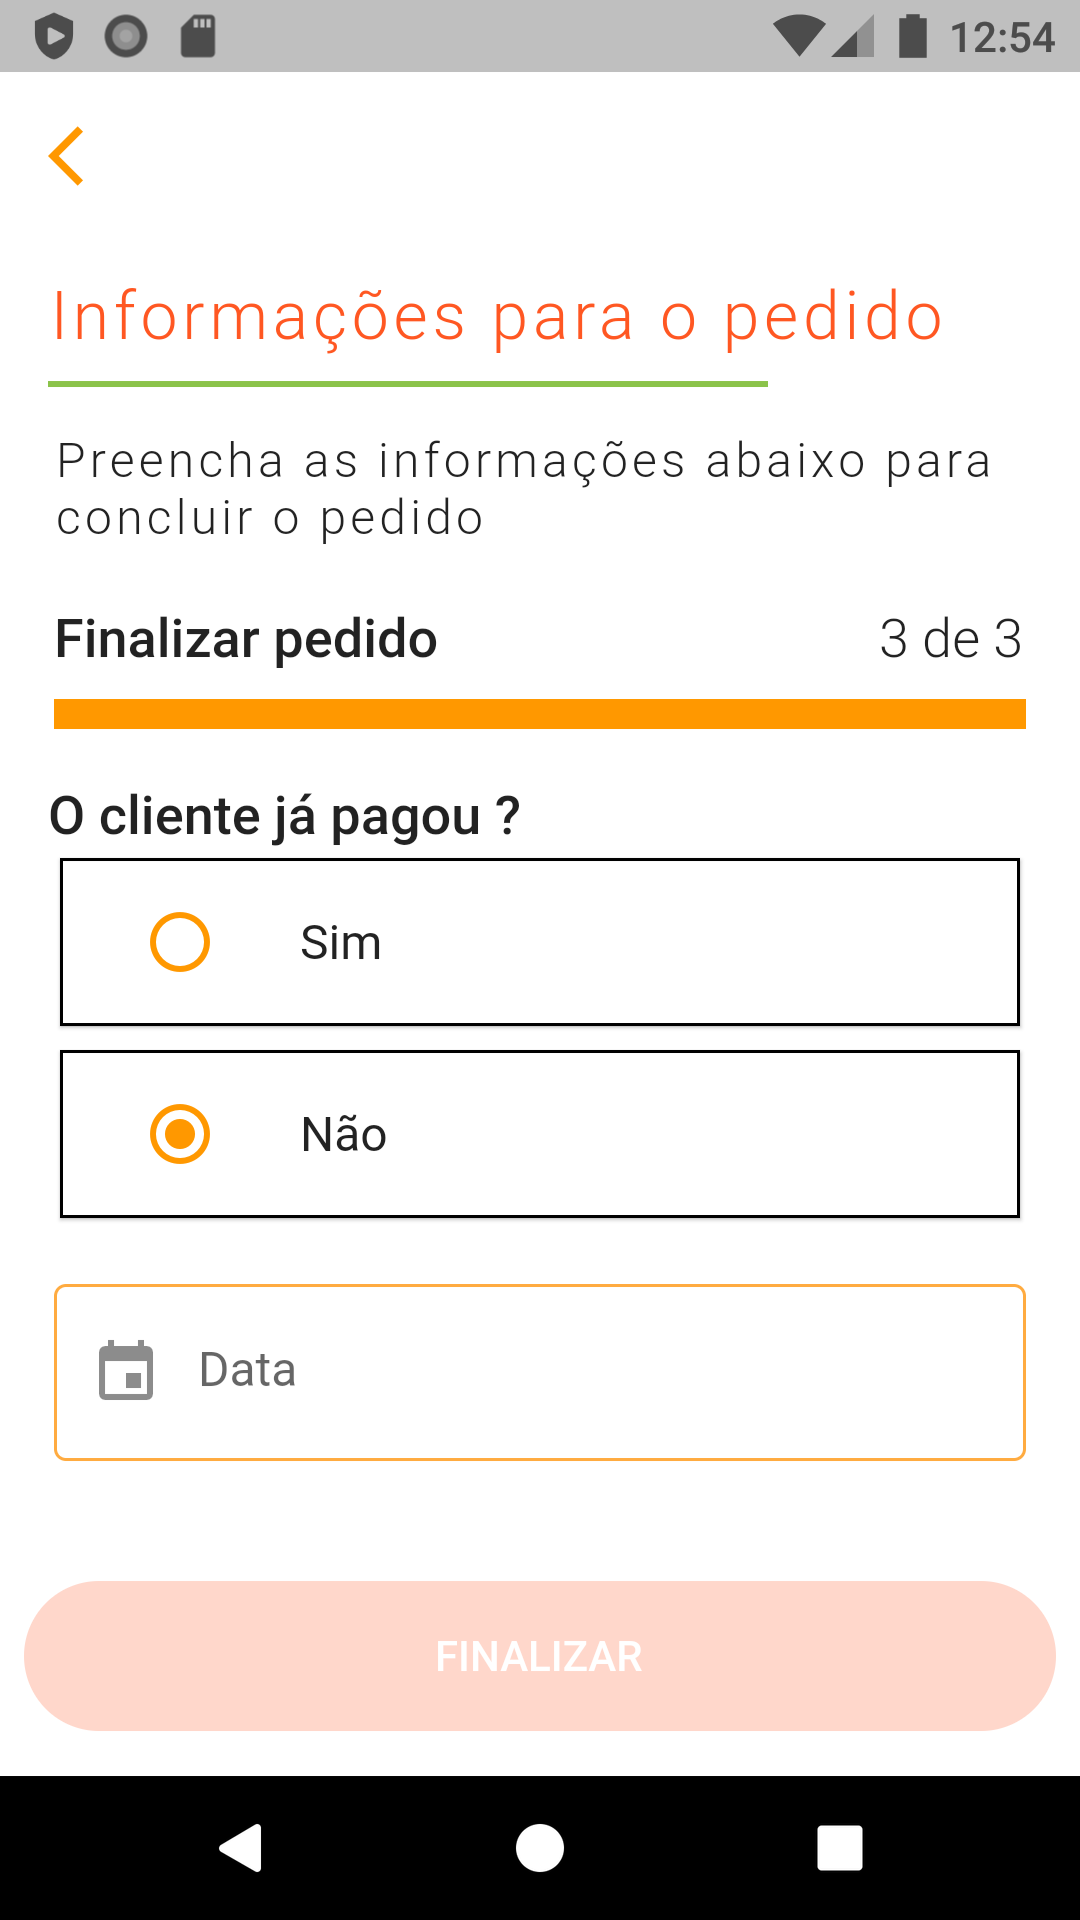 12:54
Informações para o pedido
Preencha as informações abaixo para
concluir o pedido
Finalizar pedido 3 de 3
O cliente já pagou ?
Sim
Não
Data
FINALIZAR